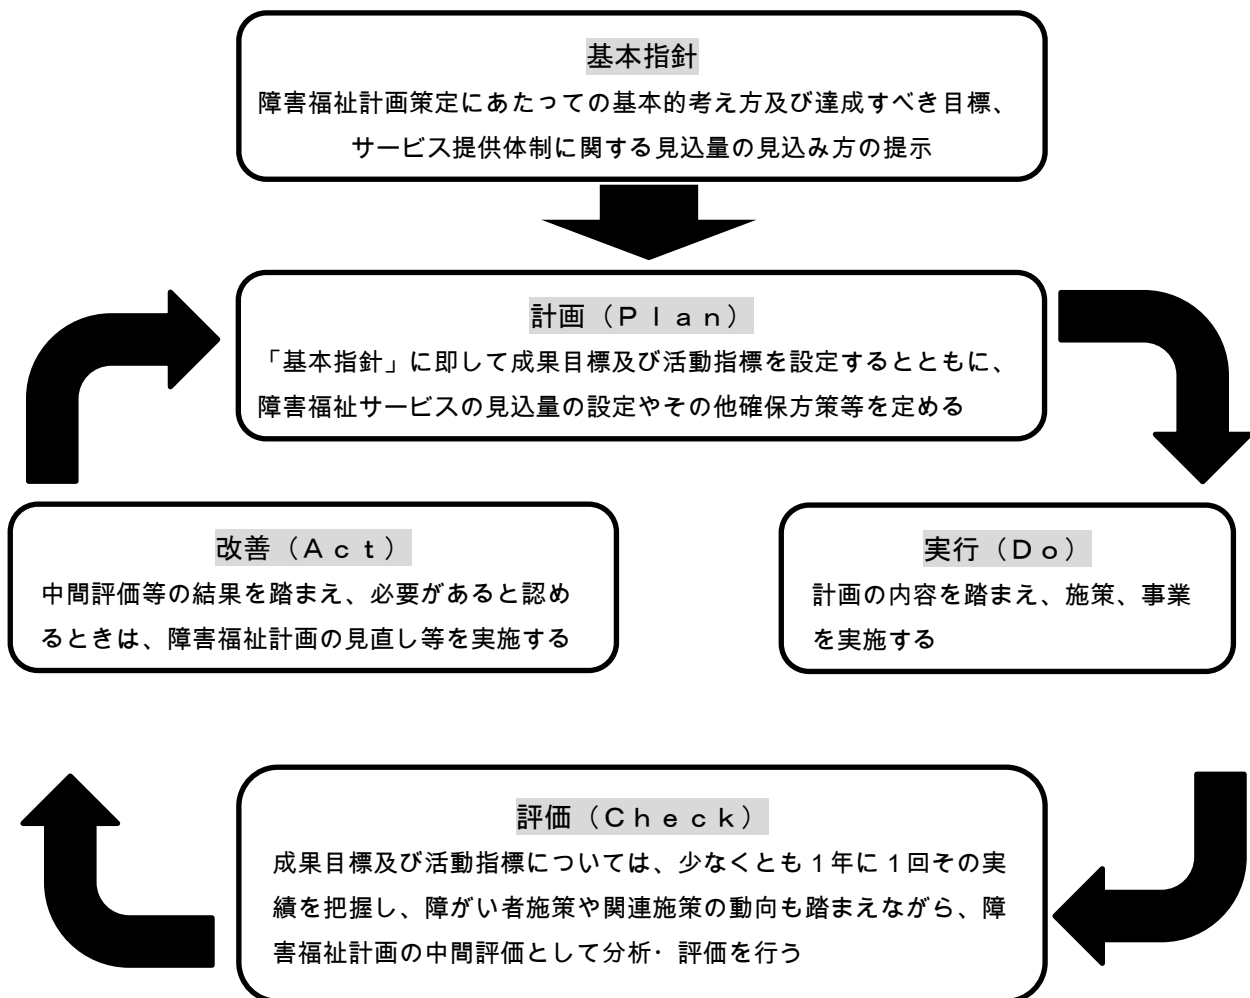 基本指針
障害福祉計画策定にあたっての基本的考え方及び達成すべき目標、
サービス提供体制に関する見込量の見込み方の提示
計画（Ｐｌａｎ）
「基本指針」に即して成果目標及び活動指標を設定するとともに、
障害福祉サービスの見込量の設定やその他確保方策等を定める
改善（Ａｃｔ）
中間評価等の結果を踏まえ、必要があると認め
るときは、障害福祉計画の見直し等を実施する
実行（Ｄｏ）
計画の内容を踏まえ、施策、事業
を実施する
評価（Ｃｈｅｃｋ）
成果目標及び活動指標については、少なくとも１年に１回その実
績を把握し、障がい者施策や関連施策の動向も踏まえながら、障
害福祉計画の中間評価として分析・評価を行う